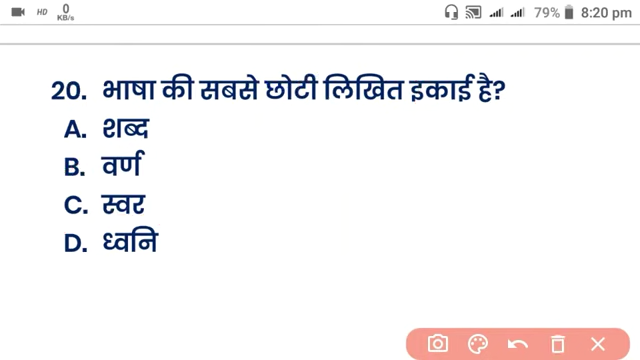 HD 0 KB/s 79% 8:20 pm
20. भाषा की सबसे छोटी लिखित इकाई है?
A. शब्द
B. वर्ण
C. स्वर
D. ध्वनि